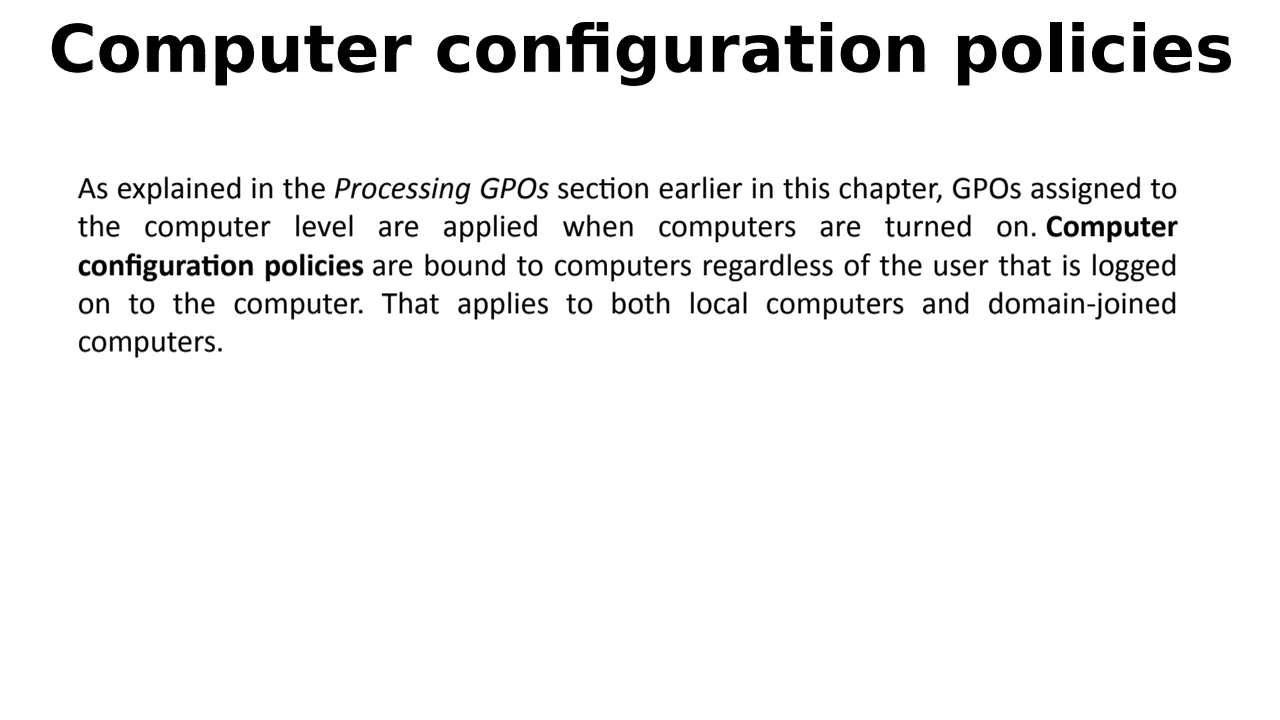 Computer configuration policies
As explained in the Processing GPOs section earlier in this chapter, GPOs assigned to
the computer level are applied when computers are turned on. Computer
configuration policies are bound to computers regardless of the user that is logged
on to the computer. That applies to both local computers and domain-joined
computers.